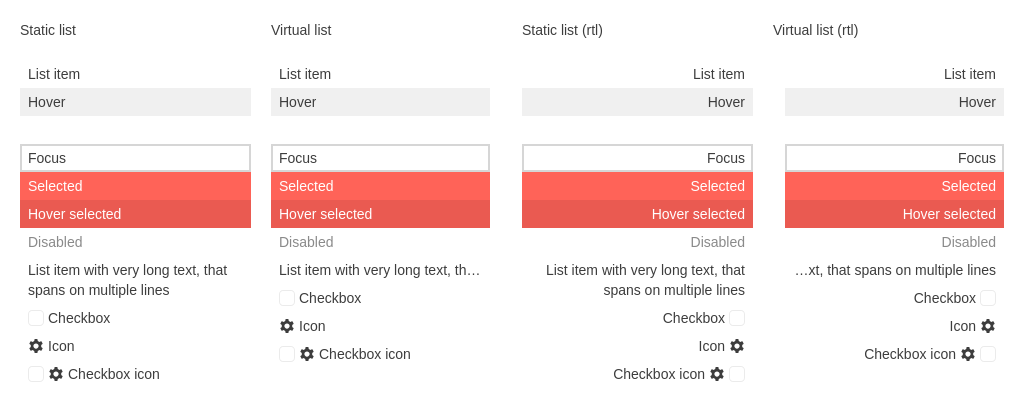 Static list
List item
Hover
Focus
Selected
Hover selected
Disabled
List item with very long text, that
spans on multiple lines
Checkbox
Icon
Checkbox icon
Virtual list
List item
Hover
Focus
Selected
Hover selected
Disabled
List item with very long text, th…
Checkbox
Icon
Checkbox icon
Static list (rtl)
List item
Hover
Focus
Selected
Hover selected
Disabled
List item with very long text, that
spans on multiple lines
Checkbox
Icon
Checkbox icon
Virtual list (rtl)
List item
Hover
Focus
Selected
Hover selected
Disabled
…xt, that spans on multiple lines
Checkbox
Icon
Checkbox icon